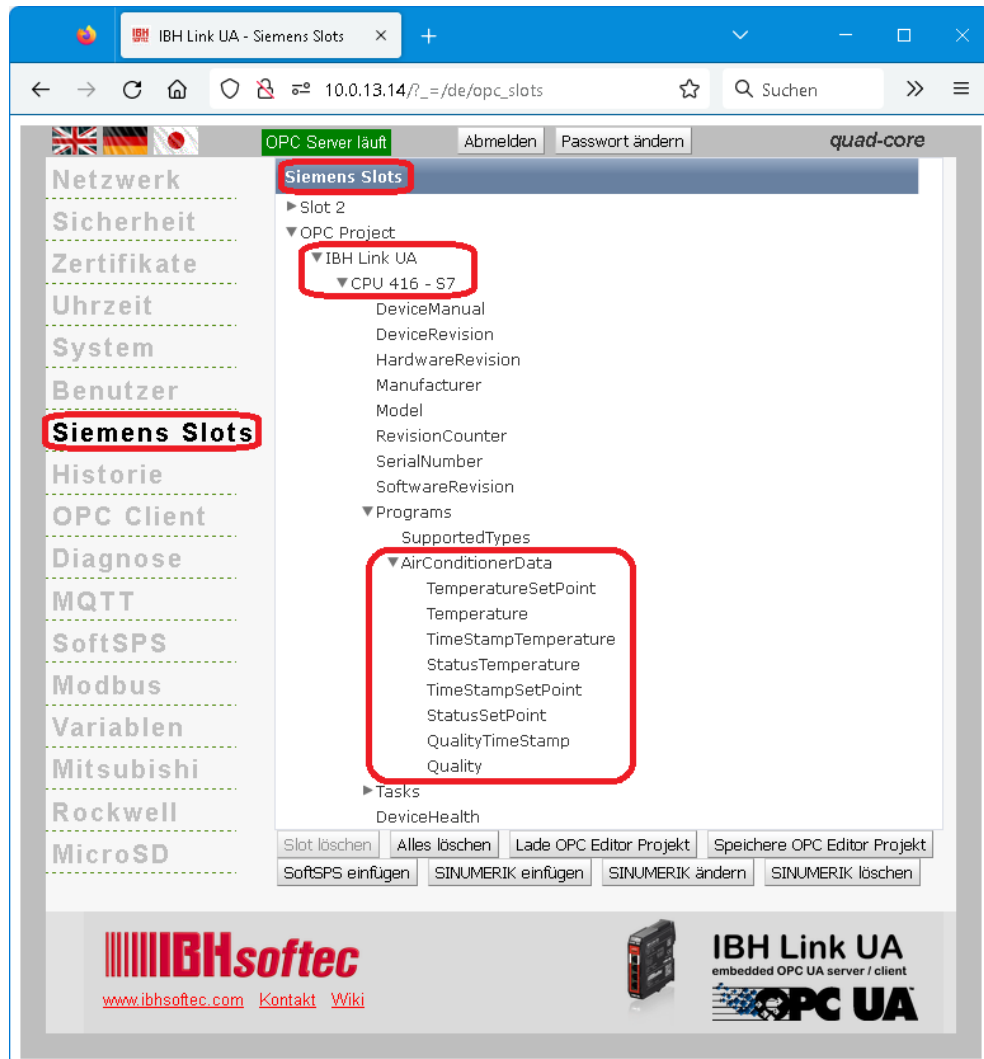 IBH SOFTEC IBH Link UA - Siemens Slots
10.0.13.14/?_=/de/opc_slots Suchen
OPC Server läuft Abmelden Passwort ändern quad-core
Netzwerk
Sicherheit
Zertifikate
Uhrzeit
System
Benutzer
Siemens Slots
Historie
OPC Client
Diagnose
MQTT
SoftSPS
Modbus
Variablen
Mitsubishi
Rockwell
MicroSD
Siemens Slots
Slot 2
OPC Project
IBH Link UA
CPU 416 - S7
DeviceManual
DeviceRevision
HardwareRevision
Manufacturer
Model
RevisionCounter
SerialNumber
SoftwareRevision
Programs
SupportedTypes
AirConditionerData
TemperatureSetPoint
Temperature
TimeStampTemperature
StatusTemperature
TimeStampSetPoint
StatusSetPoint
QualityTimeStamp
Quality
Tasks
DeviceHealth
Slot löschen Alles löschen Lade OPC Editor Projekt Speichere OPC Editor Projekt
SoftSPS einfügen SINUMERIK einfügen SINUMERIK ändern SINUMERIK löschen
IBHsoftec
www.ibhsoftec.com Kontakt Wiki
IBH Link UA
embedded OPC UA server / client
OPC UA